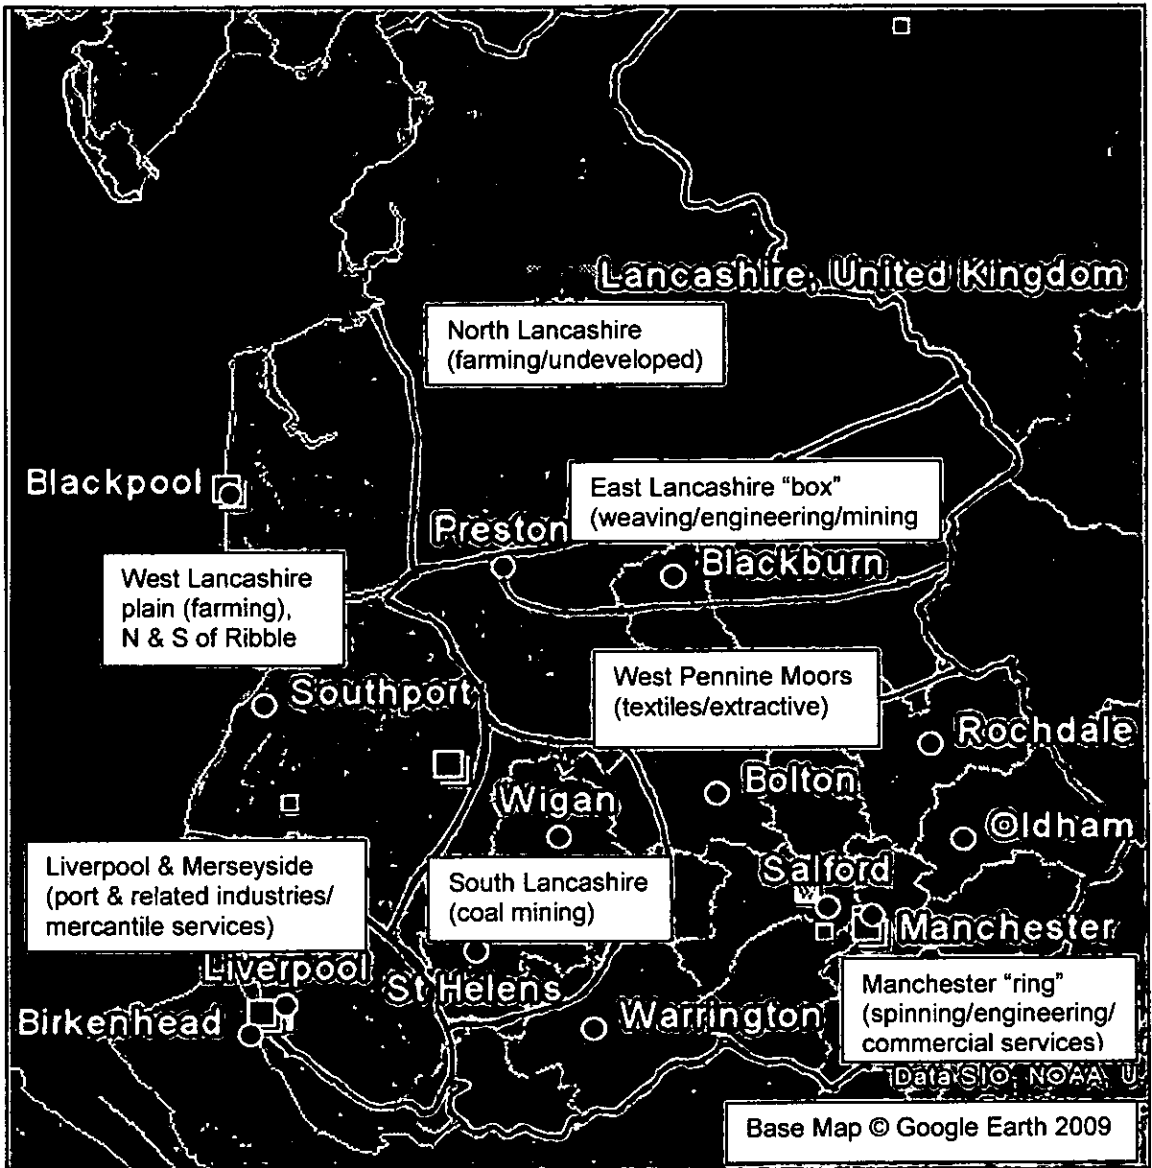 Lancashire, United Kingdom
North Lancashire
(farming/undeveloped)
Blackpool
East Lancashire "box"
(weaving/engineering/mining
Preston
Blackburn
West Lancashire
plain (farming),
N & S of Ribble
West Pennine Moors
(textiles/extractive)
Southport
Rochdale
Bolton
Wigan
Oldham
Liverpool & Merseyside
(port & related industries/
mercantile services)
South Lancashire
(coal mining)
Salford
Manchester
Liverpool
St Helens
Manchester "ring"
(spinning/engineering/
commercial services)
Birkenhead
Warrington
Data SIO, NOAA, U
Base Map © Google Earth 2009